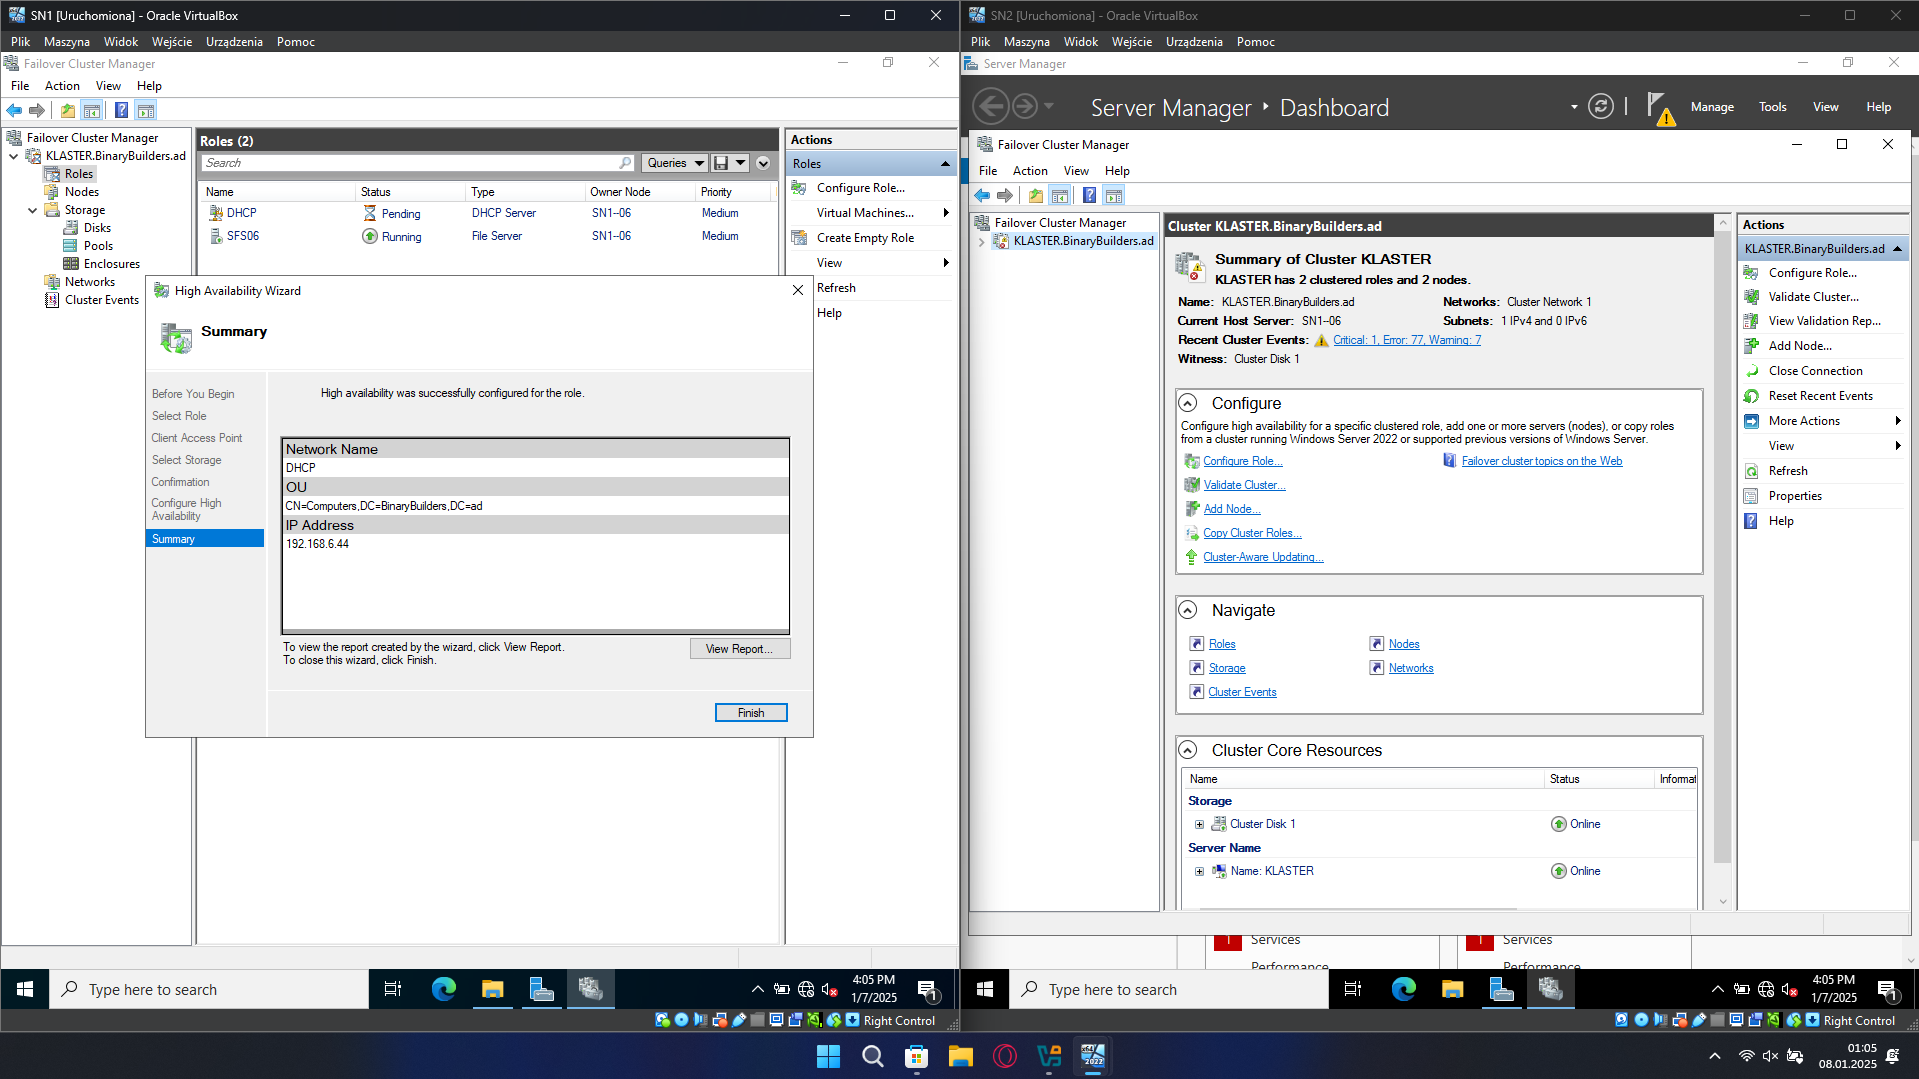 SN1 [Uruchomiona] - Oracle VirtualBox
Plik Maszyna Widok Wejście Urządzenia Pomoc
Failover Cluster Manager
File Action View Help
Failover Cluster Manager
KLASTER.BinaryBuilders.ad
Roles
Nodes
Storage
Disks
Pools
Enclosures
Networks
Cluster Events
Roles (2)
Search
Queries
Name Status Type Owner Node Priority
DHCP Pending DHCP Server SN1--06 Medium
SFS06 Running File Server SN1--06 Medium
Actions
Roles
Configure Role...
Virtual Machines...
Create Empty Role
View
Refresh
Help
High Availability Wizard
Summary
Before You Begin
Select Role
Client Access Point
Select Storage
Confirmation
Configure High
Availability
Summary
High availability was successfully configured for the role.
Network Name
DHCP
OU
CN=Computers,DC=BinaryBuilders,DC=ad
IP Address
192.168.6.44
To view the report created by the wizard, click View Report.
To close this wizard, click Finish.
View Report...
Finish
Type here to search
4:05 PM
1/7/2025
1
Right Control
SN2 [Uruchomiona] - Oracle VirtualBox
Plik Maszyna Widok Wejście Urządzenia Pomoc
Server Manager
Server Manager Dashboard
Manage Tools View Help
Failover Cluster Manager
File Action View Help
Failover Cluster Manager
KLASTER.BinaryBuilders.ad
Cluster KLASTER.BinaryBuilders.ad
Summary of Cluster KLASTER
KLASTER has 2 clustered roles and 2 nodes.
Name: KLASTER.BinaryBuilders.ad Networks: Cluster Network 1
Current Host Server: SN1--06 Subnets: 1 IPv4 and 0 IPv6
Recent Cluster Events: Critical: 1, Error: 77, Warning: 7
Witness: Cluster Disk 1
Configure
Configure high availability for a specific clustered role, add one or more servers (nodes), or copy roles
from a cluster running Windows Server 2022 or supported previous versions of Windows Server.
Configure Role... Failover cluster topics on the Web
Validate Cluster...
Add Node...
Copy Cluster Roles...
Cluster-Aware Updating...
Navigate
Roles Nodes
Storage Networks
Cluster Events
Cluster Core Resources
Name Status Informat
Storage
Cluster Disk 1 Online
Server Name
Name: KLASTER Online
Actions
KLASTER.BinaryBuilders.ad
Configure Role...
Validate Cluster...
View Validation Rep...
Add Node...
Close Connection
Reset Recent Events
More Actions
View
Refresh
Properties
Help
1 Services 1 Services
Performance Performance
Type here to search
4:05 PM
1/7/2025
1
Right Control
01:05
08.01.2025